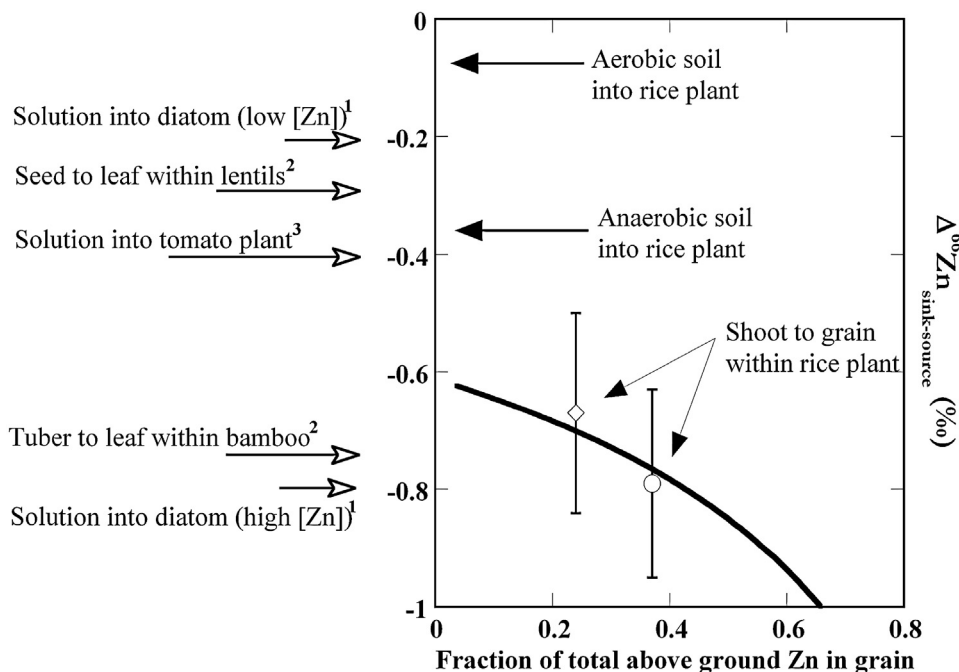 Solution into diatom (low [Zn])¹
Seed to leaf within lentils²
Solution into tomato plant³
Tuber to leaf within bamboo²
Solution into diatom (high [Zn])¹
0
-0.2
-0.4
-0.6
-0.8
-1
Aerobic soil
into rice plant
Anaerobic soil
into rice plant
Shoot to grain
within rice plant
0
0.2
0.4
0.6
0.8
Fraction of total above ground Zn in grain
Δ⁶⁶Zn sink-source (‰)